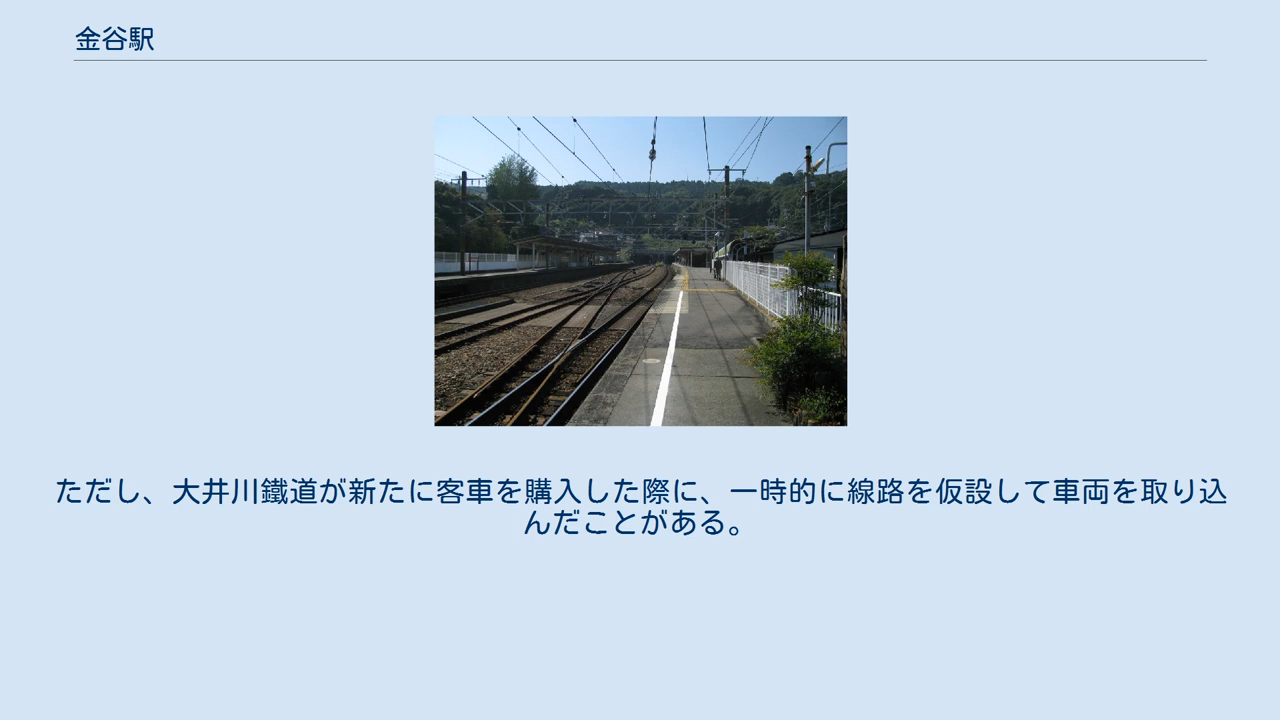 金谷駅
ただし、大井川鐵道が新たに客車を購入した際に、一時的に線路を仮設して車両を取り込
んだことがある。